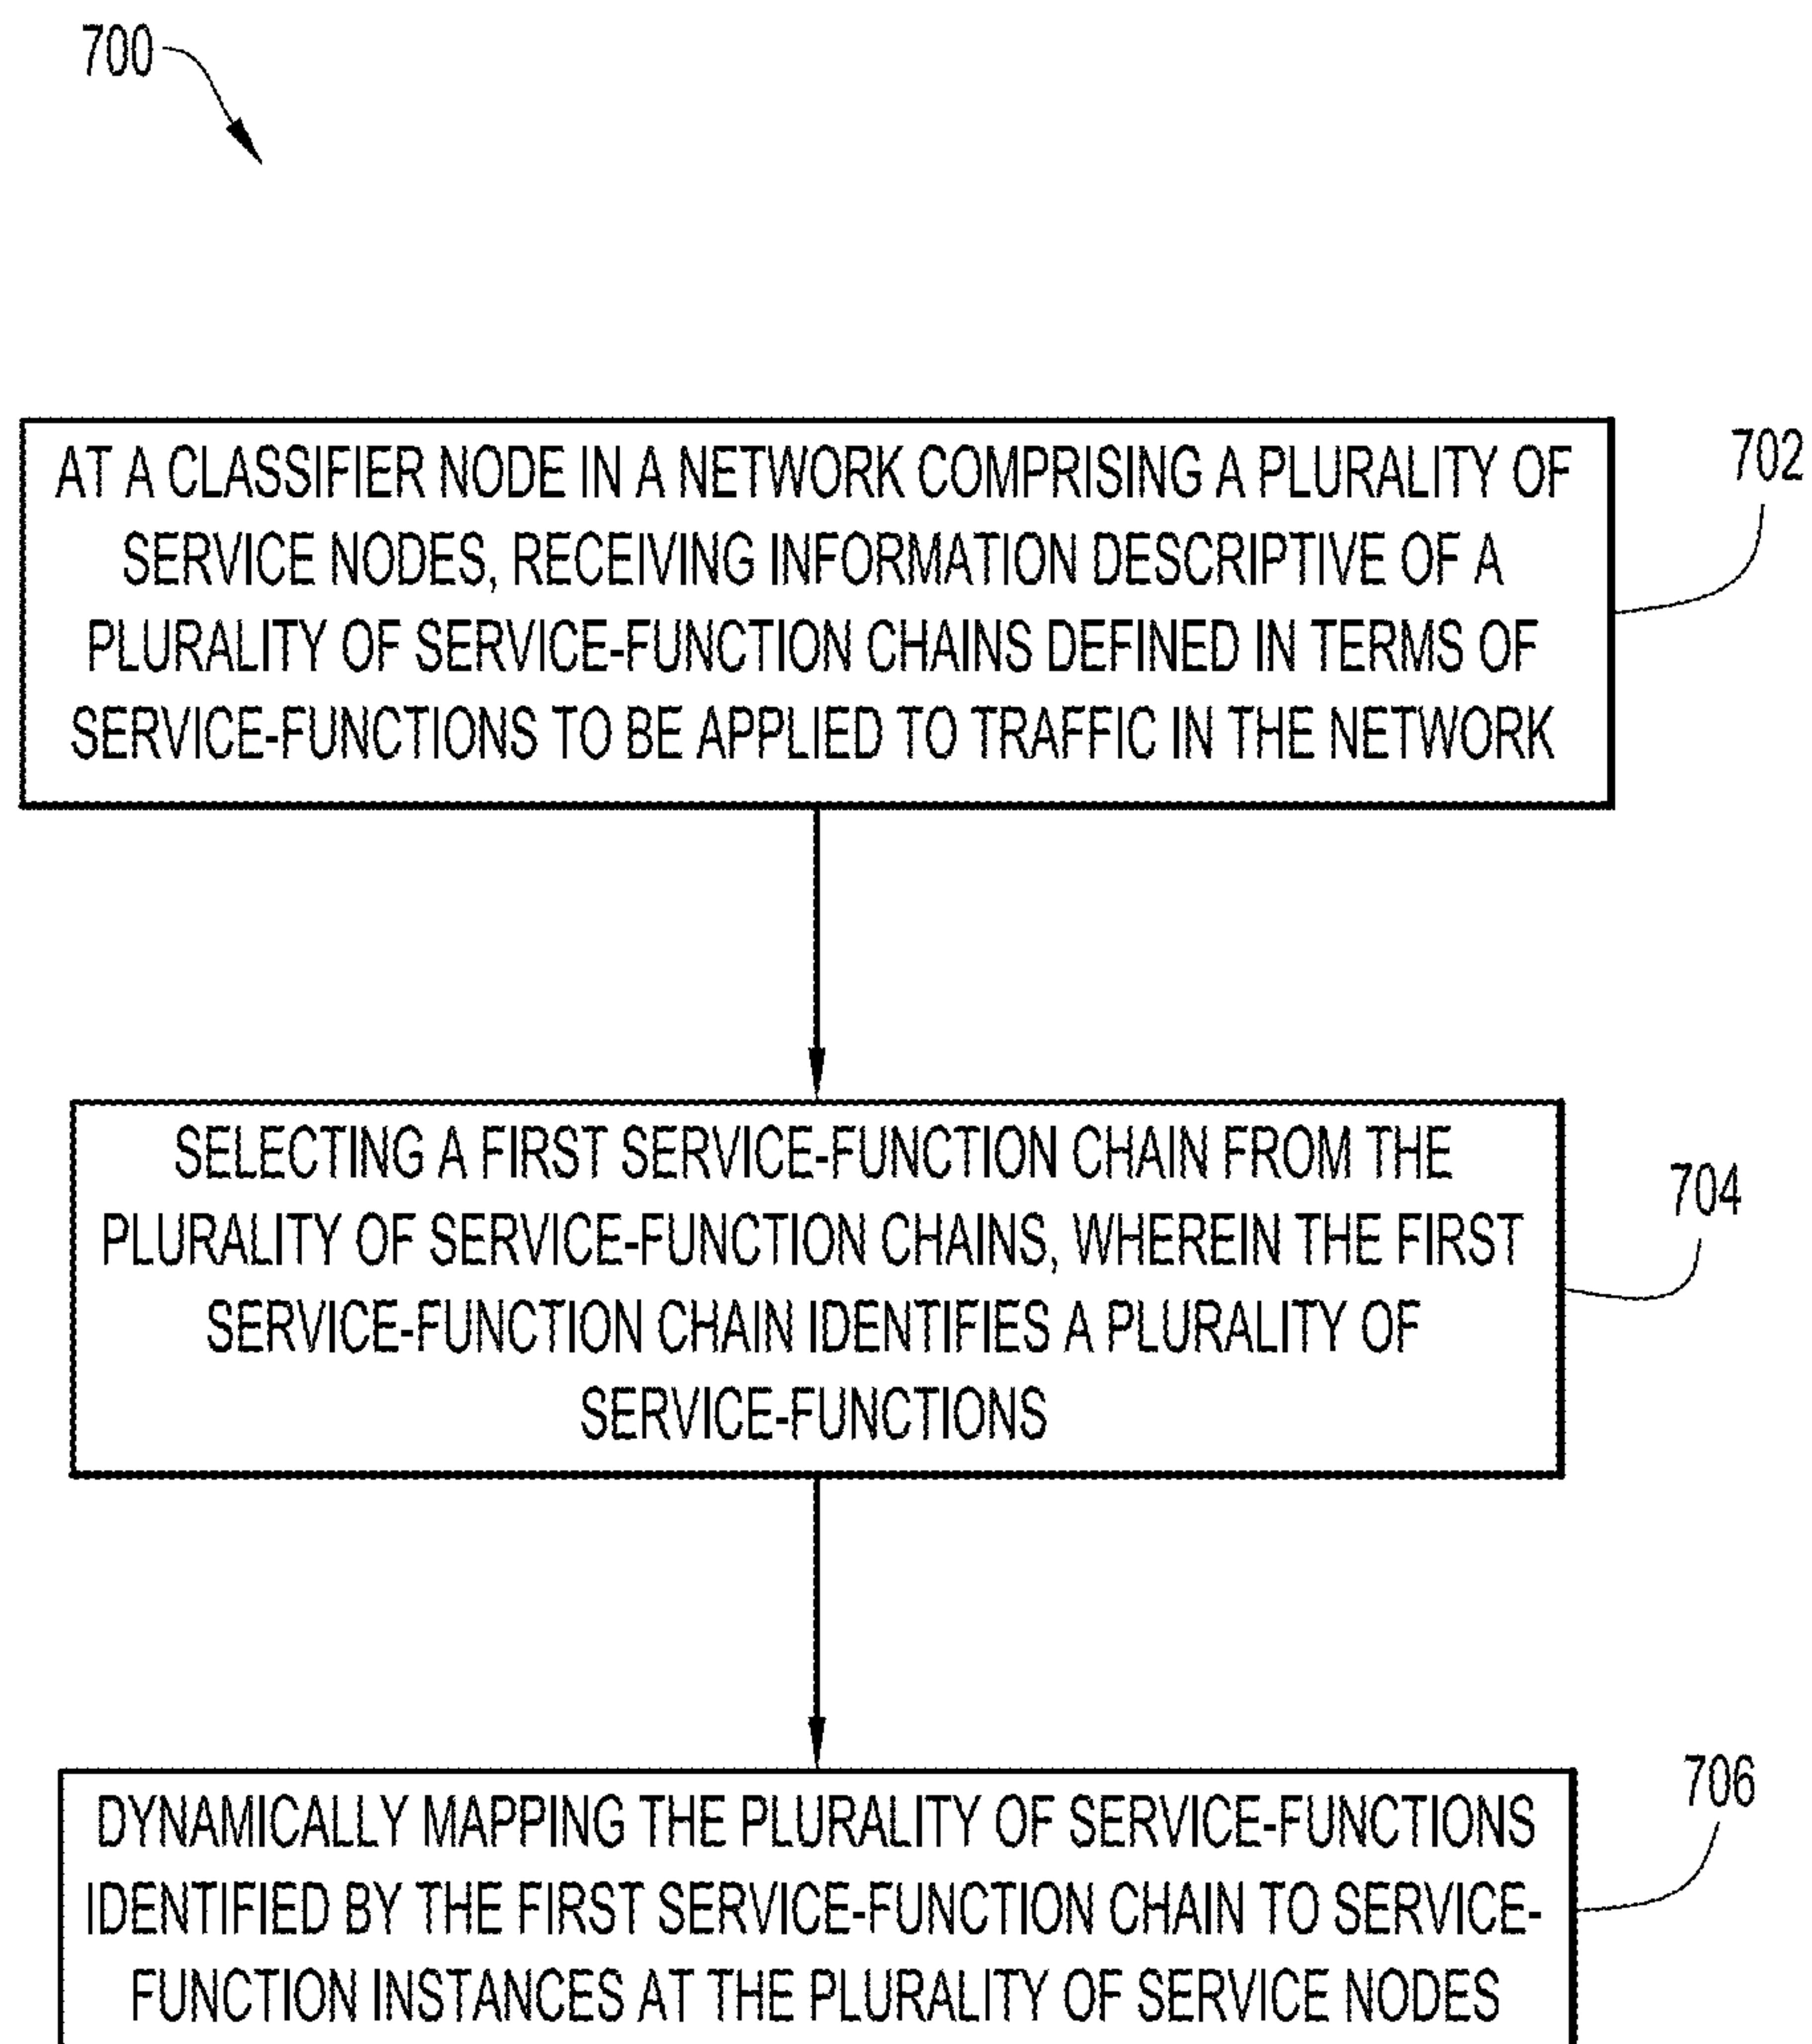 700
AT A CLASSIFIER NODE IN A NETWORK COMPRISING A PLURALITY OF
SERVICE NODES, RECEIVING INFORMATION DESCRIPTIVE OF A
PLURALITY OF SERVICE-FUNCTION CHAINS DEFINED IN TERMS OF
SERVICE-FUNCTIONS TO BE APPLIED TO TRAFFIC IN THE NETWORK
702
SELECTING A FIRST SERVICE-FUNCTION CHAIN FROM THE
PLURALITY OF SERVICE-FUNCTION CHAINS, WHEREIN THE FIRST
SERVICE-FUNCTION CHAIN IDENTIFIES A PLURALITY OF
SERVICE-FUNCTIONS
704
DYNAMICALLY MAPPING THE PLURALITY OF SERVICE-FUNCTIONS
IDENTIFIED BY THE FIRST SERVICE-FUNCTION CHAIN TO SERVICE-
FUNCTION INSTANCES AT THE PLURALITY OF SERVICE NODES
706